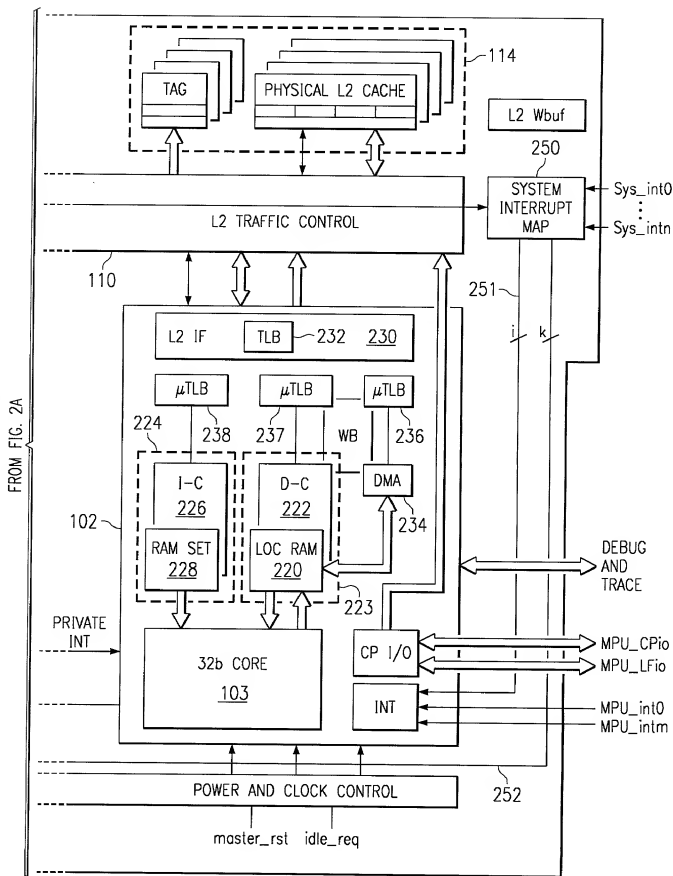 114
TAG
PHYSICAL L2 CACHE
L2 Wbuf
250
SYSTEM
INTERRUPT
MAP
Sys_int0
Sys_intn
L2 TRAFFIC CONTROL
110
251
i
k
L2 IF
TLB
232
230
FROM FIG. 2A
μTLB
μTLB
μTLB
238
237
WB
236
224
I-C
226
D-C
222
DMA
234
102
RAM SET
228
LOC RAM
220
223
DEBUG
AND
TRACE
PRIVATE
INT
32b CORE
103
CP I/O
MPU_CPio
MPU_LFio
INT
MPU_int0
MPU_intm
POWER AND CLOCK CONTROL
252
master_rst
idle_req